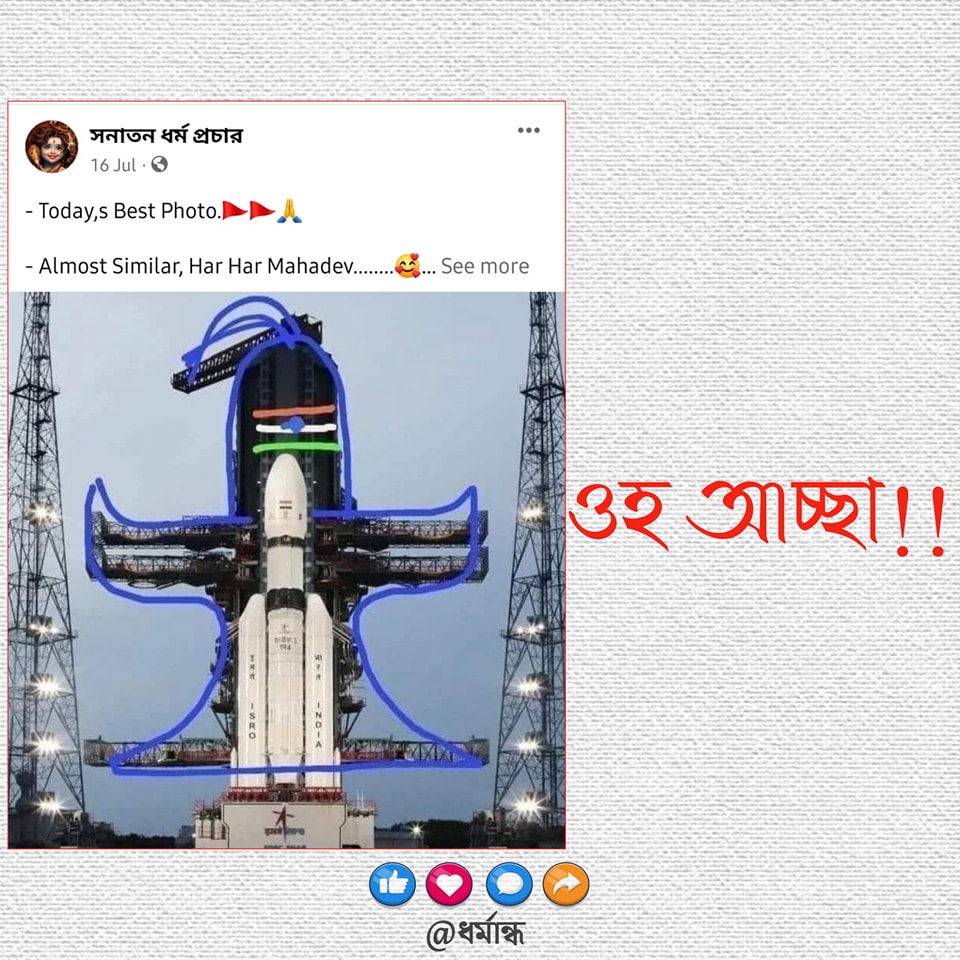 সনাতন ধর্ম প্রচার
16 Jul
- Today,s Best Photo.
- Almost Similar, Har Har Mahadev........... See more
ওহ আচ্ছা!!
ISRO
INDIA
@ধর্মান্ধ